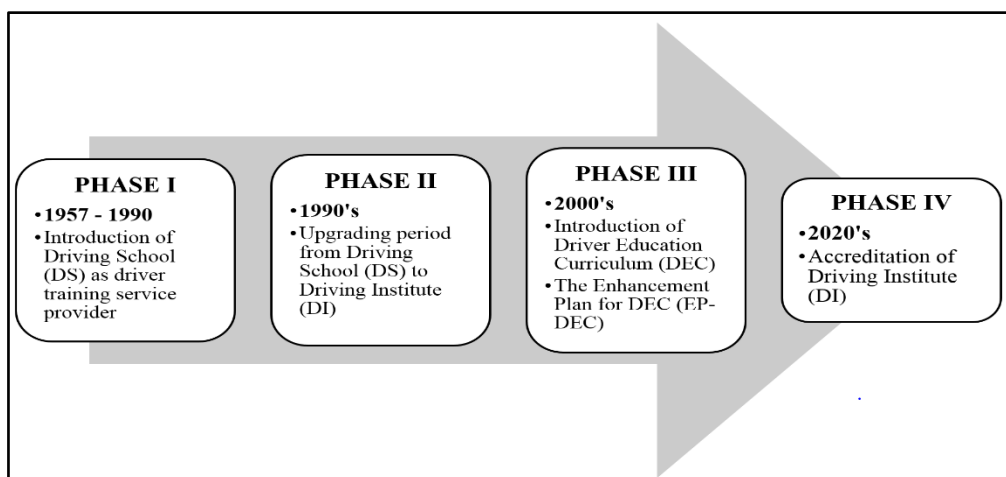 PHASE I
•1957 - 1990
•Introduction of
Driving School
(DS) as driver
training service
provider
PHASE II
•1990's
•Upgrading period
from Driving
School (DS) to
Driving Institute
(DI)
PHASE III
•2000's
•Introduction of
Driver Education
Curriculum (DEC)
•The Enhancement
Plan for DEC (EP-
DEC)
PHASE IV
•2020's
•Accreditation of
Driving Institute
(DI)